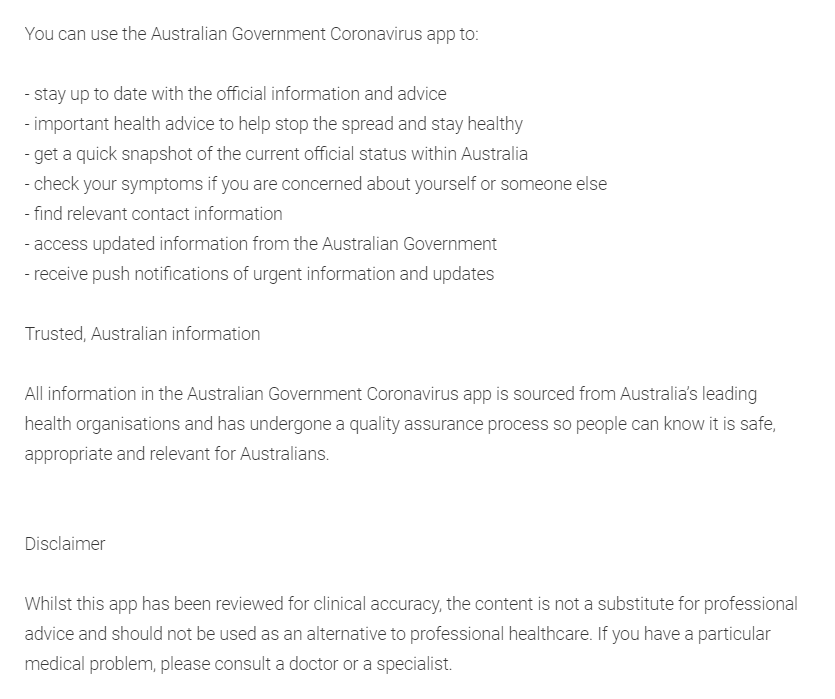 You can use the Australian Government Coronavirus app to:
- stay up to date with the official information and advice
- important health advice to help stop the spread and stay healthy
- get a quick snapshot of the current official status within Australia
- check your symptoms if you are concerned about yourself or someone else
- find relevant contact information
- access updated information from the Australian Government
- receive push notifications of urgent information and updates
Trusted, Australian information
All information in the Australian Government Coronavirus app is sourced from Australia's leading
health organisations and has undergone a quality assurance process so people can know it is safe,
appropriate and relevant for Australians.
Disclaimer
Whilst this app has been reviewed for clinical accuracy, the content is not a substitute for professional
advice and should not be used as an alternative to professional healthcare. If you have a particular
medical problem, please consult a doctor or a specialist.